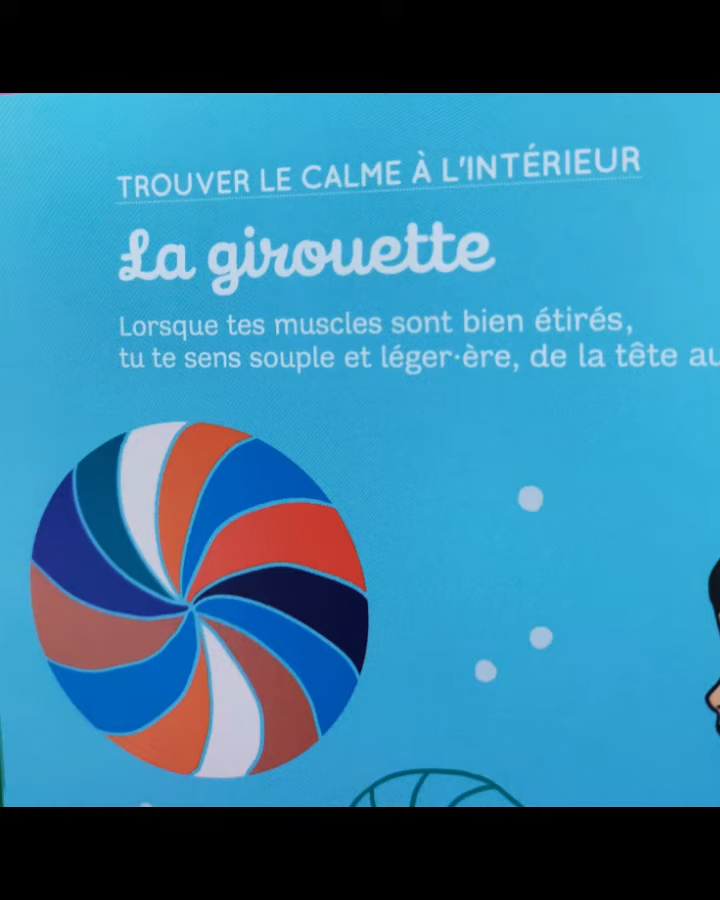 TROUVER LE CALME À L'INTÉRIEUR
La girouette
Lorsque tes muscles sont bien étirés,
tu te sens souple et léger·ère, de la tête au